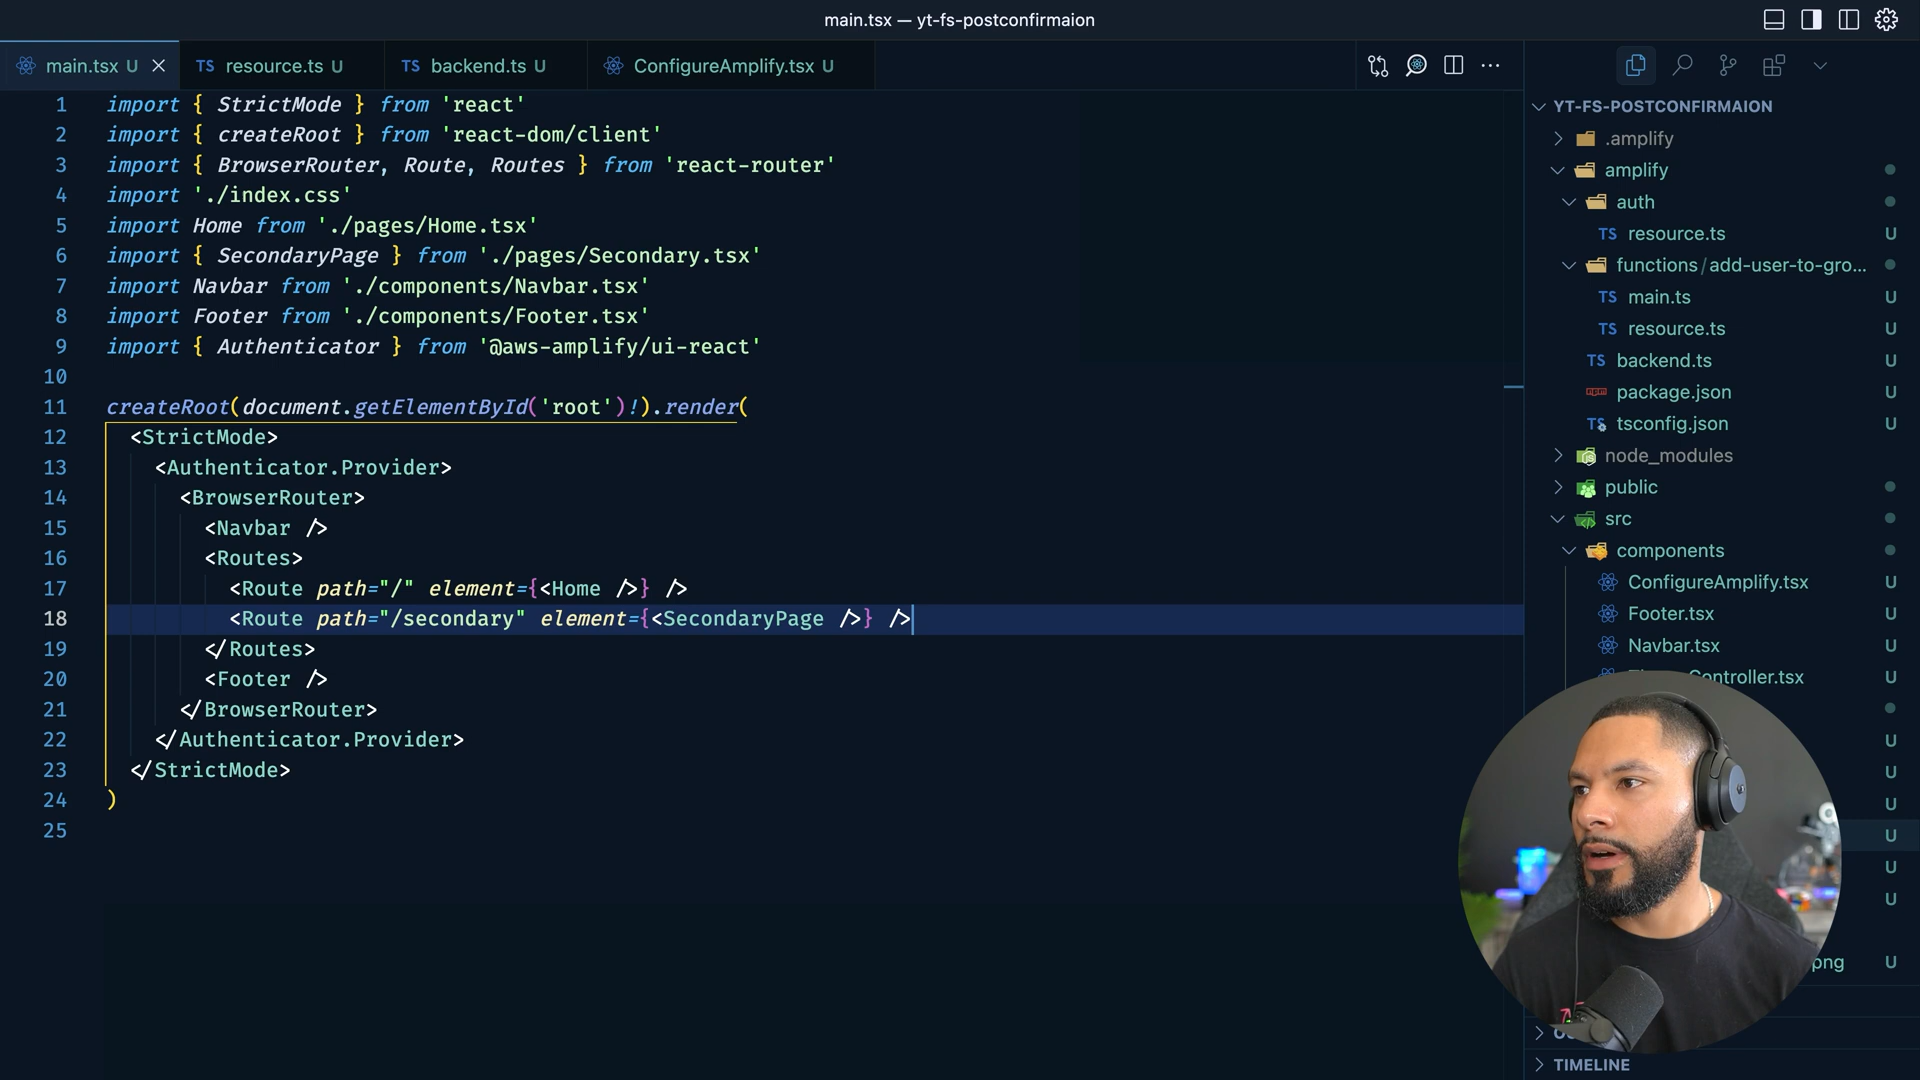 main.tsx — yt-fs-postconfirmaion
main.tsx U
TS resource.ts U
TS backend.ts U
ConfigureAmplify.tsx U
1 import { StrictMode } from 'react'
2 import { createRoot } from 'react-dom/client'
3 import { BrowserRouter, Route, Routes } from 'react-router'
4 import './index.css'
5 import Home from './pages/Home.tsx'
6 import { SecondaryPage } from './pages/Secondary.tsx'
7 import Navbar from './components/Navbar.tsx'
8 import Footer from './components/Footer.tsx'
9 import { Authenticator } from '@aws-amplify/ui-react'
10
11 createRoot(document.getElementById('root')!).render(
12 <StrictMode>
13 <Authenticator.Provider>
14 <BrowserRouter>
15 <Navbar />
16 <Routes>
17 <Route path="/" element={<Home />} />
18 <Route path="/secondary" element={<SecondaryPage />} />
19 </Routes>
20 <Footer />
21 </BrowserRouter>
22 </Authenticator.Provider>
23 </StrictMode>
24 )
25
YT-FS-POSTCONFIRMAION
.amplify
amplify
auth
TS resource.ts U
functions/add-user-to-gro...
TS main.ts U
TS resource.ts U
TS backend.ts U
package.json U
TS tsconfig.json U
node_modules
public
src
components
ConfigureAmplify.tsx U
Footer.tsx U
Navbar.tsx U
Controller.tsx U
U
U
U
U
U
U
png U
TIMELINE